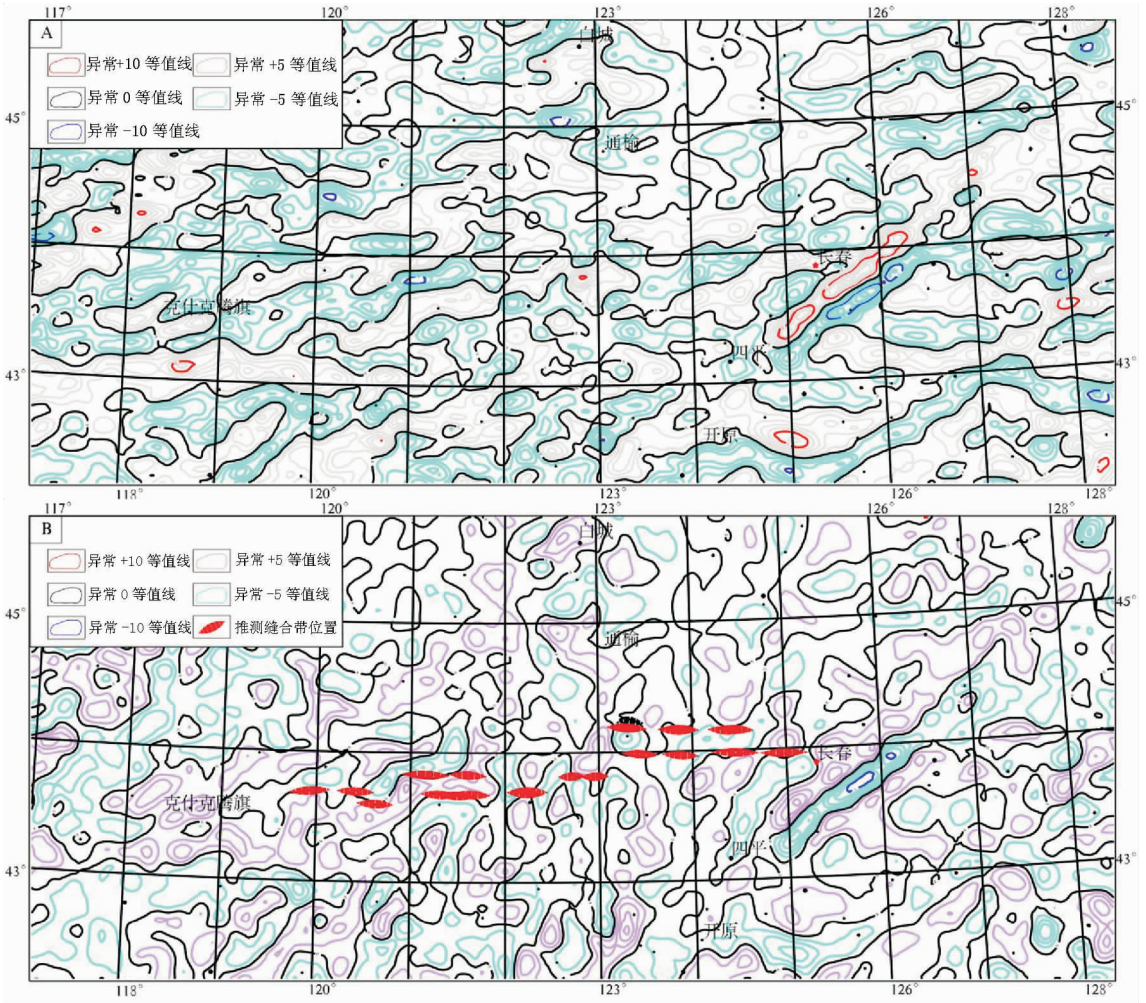 117° 120° 123° 126° 128°
A
异常+10 等值线 异常+5 等值线
异常 0 等值线 异常-5 等值线
异常-10 等值线
白城
45° 45°
通榆
长春
克什克腾旗
四平
43° 43°
开原
118° 120° 123° 126° 128°
B
异常+10 等值线 异常+5 等值线
异常 0 等值线 异常-5 等值线
异常-10 等值线 推测缝合带位置
白城
45° 45°
通榆
长春
克什克腾旗
四平
43° 43°
开原
118° 120° 123° 126° 128°